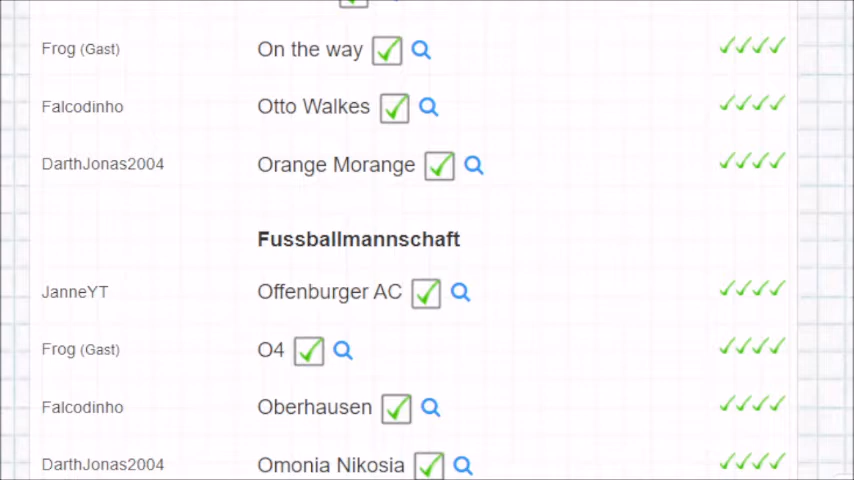 Frog (Gast) On the way
Falcodinho Otto Walkes
DarthJonas2004 Orange Morange
Fussballmannschaft
JanneYT Offenburger AC
Frog (Gast) O4
Falcodinho Oberhausen
DarthJonas2004 Omonia Nikosia